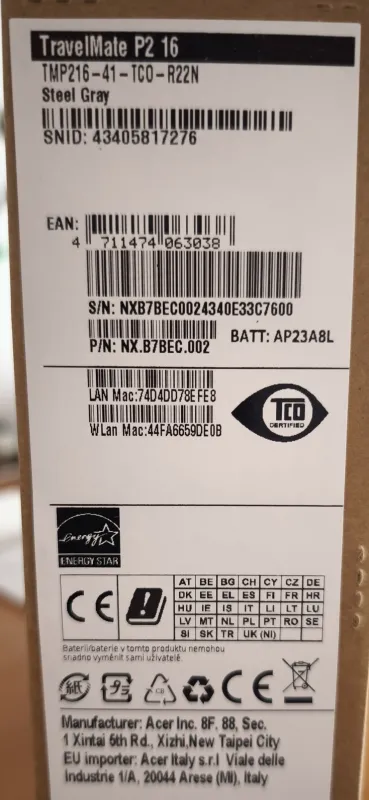 TravelMate P2 16
TMP216-41-TCO-R22N
Steel Gray
SNID: 43405817276
EAN:
4 711474 063038
S/N: NXB7BEC0024340E33C7600
P/N: NX.B7BEC.002
BATT: AP23A8L
LAN Mac:74D4DD78EFE8
WLan Mac:44FA6659DE0B
TCO
CERTIFIED
energy
ENERGY STAR
CE
AT BE BG CH CY CZ DE
DK EE EL ES FI FR HR
HU IE IS IT LI LT LU
LV MT NL PL PT RO SE
SI SK TR UK (NI)
Baterii/baterie v tomto produktu nemohou
snadno vyměnit sami uživatelé.
紙
CB
CE
Manufacturer: Acer Inc. 8F, 88, Sec.
1 Xintai 5th Rd., Xizhi,New Taipei City
EU importer: Acer Italy s.r.l Viale delle
Industrie 1/A, 20044 Arese (MI), Italy